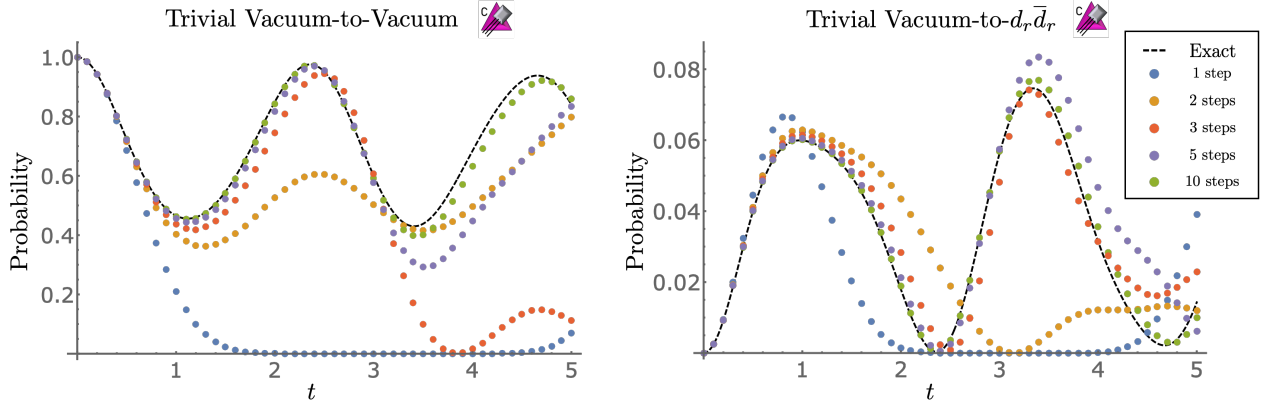 Trivial Vacuum-to-Vacuum
C
Probability
1.0
0.8
0.6
0.4
0.2
1
2
3
4
5
t
Trivial Vacuum-to-d_r d̅_r
C
Probability
0.08
0.06
0.04
0.02
1
2
3
4
5
t
Exact
1 step
2 steps
3 steps
5 steps
10 steps